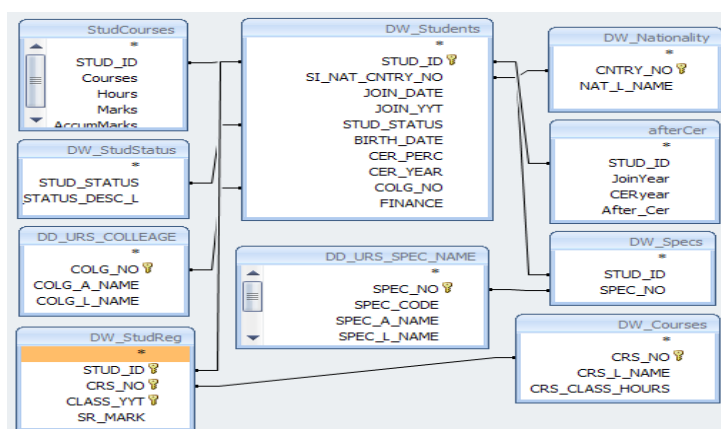 StudCourses
*
STUD_ID
Courses
Hours
Marks
AccumMarks
DW_StudStatus
*
STUD_STATUS
STATUS_DESC_L
DD_URS_COLLEAGE
*
COLG_NO
COLG_A_NAME
COLG_L_NAME
DW_StudReg
*
STUD_ID
CRS_NO
CLASS_YYT
SR_MARK
DW_Students
*
STUD_ID
SI_NAT_CNTRY_NO
JOIN_DATE
JOIN_YYT
STUD_STATUS
BIRTH_DATE
CER_PERC
CER_YEAR
COLG_NO
FINANCE
DD_URS_SPEC_NAME
*
SPEC_NO
SPEC_CODE
SPEC_A_NAME
SPEC_L_NAME
DW_Nationality
*
CNTRY_NO
NAT_L_NAME
afterCer
*
STUD_ID
JoinYear
CERyear
After_Cer
DW_Specs
*
STUD_ID
SPEC_NO
DW_Courses
*
CRS_NO
CRS_L_NAME
CRS_CLASS_HOURS